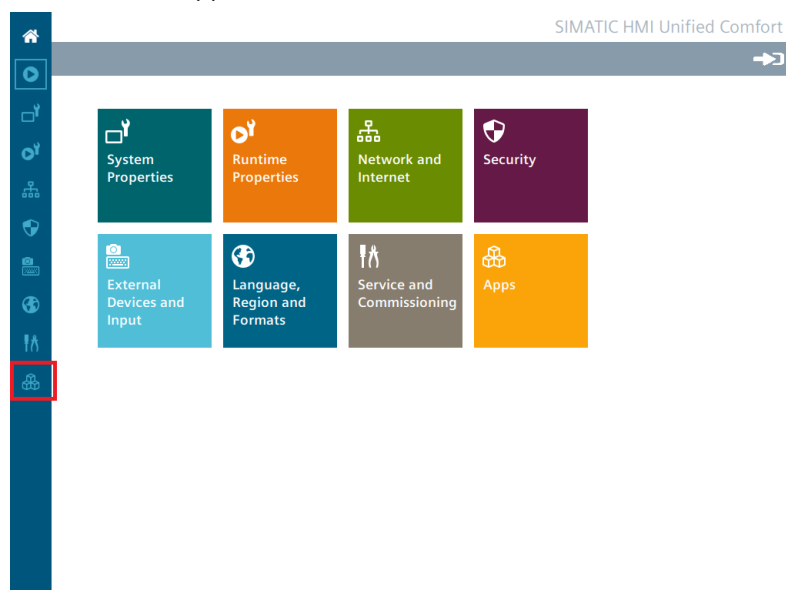 SIMATIC HMI Unified Comfort
System
Properties
Runtime
Properties
Network and
Internet
Security
External
Devices and
Input
Language,
Region and
Formats
Service and
Commissioning
Apps